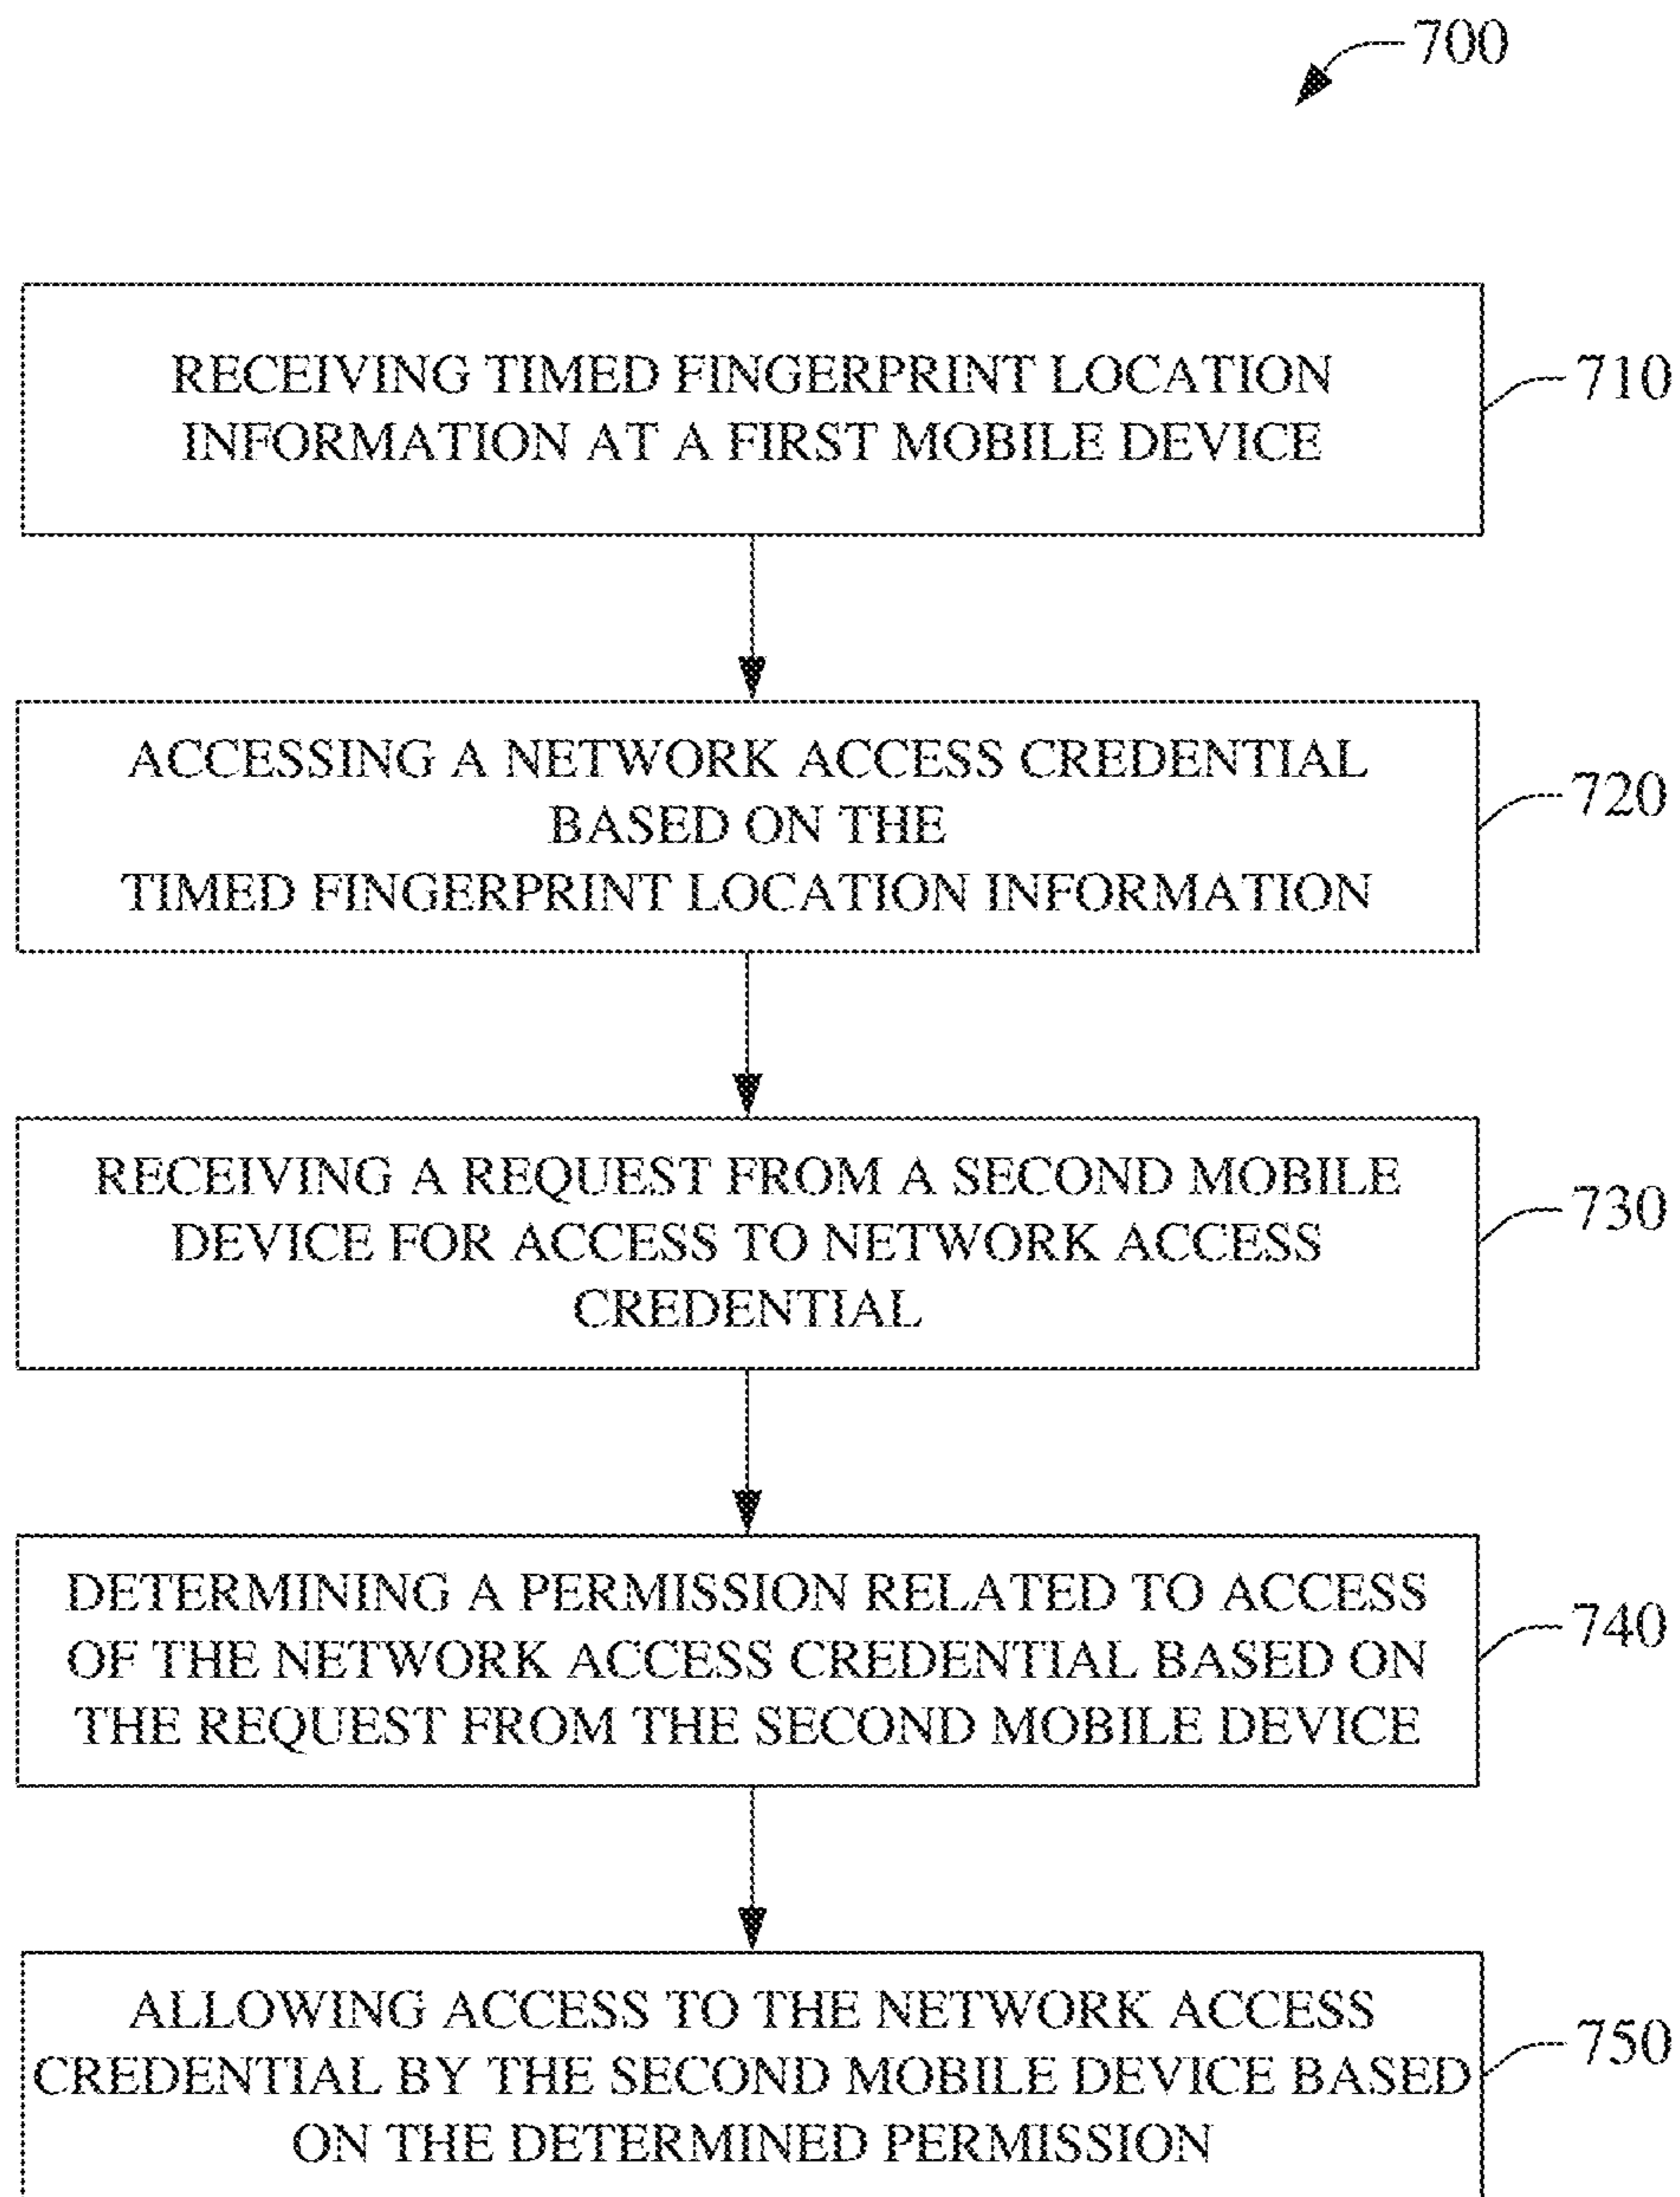 700
RECEIVING TIMED FINGERPRINT LOCATION
INFORMATION AT A FIRST MOBILE DEVICE
710
ACCESSING A NETWORK ACCESS CREDENTIAL
BASED ON THE
TIMED FINGERPRINT LOCATION INFORMATION
720
RECEIVING A REQUEST FROM A SECOND MOBILE
DEVICE FOR ACCESS TO NETWORK ACCESS
CREDENTIAL
730
DETERMINING A PERMISSION RELATED TO ACCESS
OF THE NETWORK ACCESS CREDENTIAL BASED ON
THE REQUEST FROM THE SECOND MOBILE DEVICE
740
ALLOWING ACCESS TO THE NETWORK ACCESS
CREDENTIAL BY THE SECOND MOBILE DEVICE BASED
ON THE DETERMINED PERMISSION
750